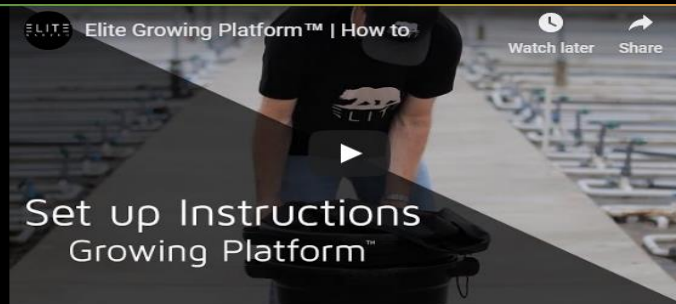 ELITE
Elite Growing Platform™ | How to
Watch later
Share
ELITE
Set up Instructions
Growing Platform™